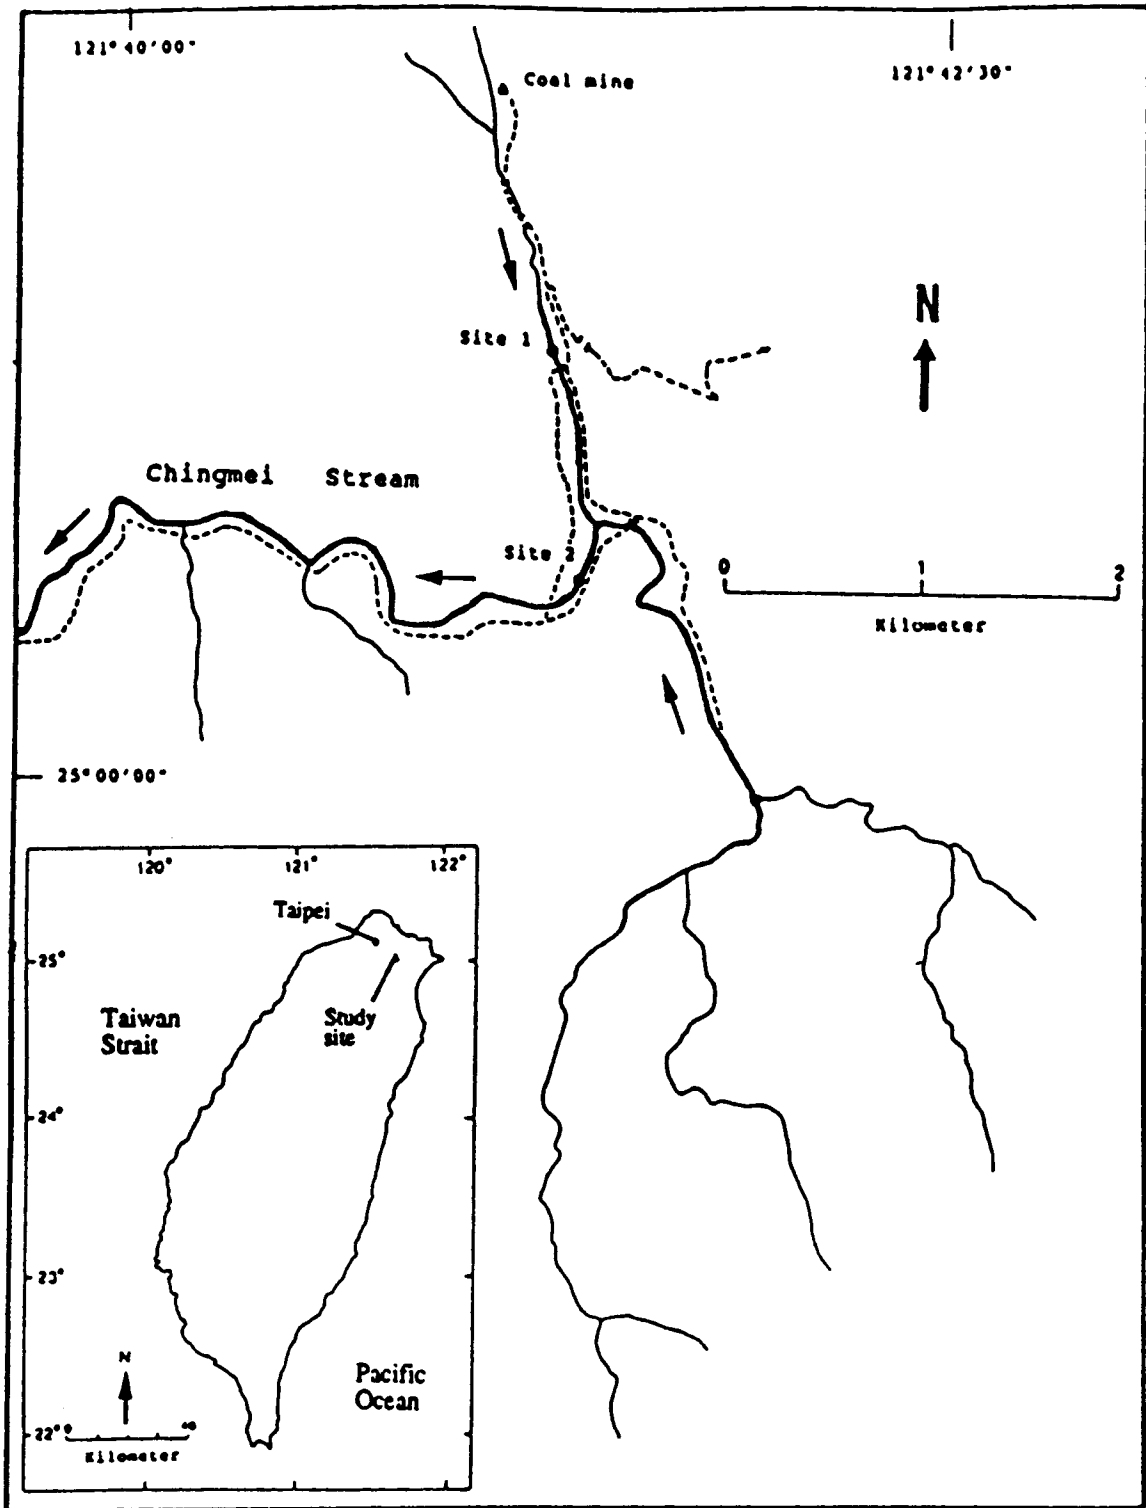 121°40'00"
121°42'30"
Coal mine
N
Site 1
Chingmei Stream
Site 2
0 1 2
Kilometer
25°00'00"
120° 121° 122°
Taipei
25°
Taiwan
Strait
Study
site
24°
23°
N
Pacific
Ocean
22°
Kilometer